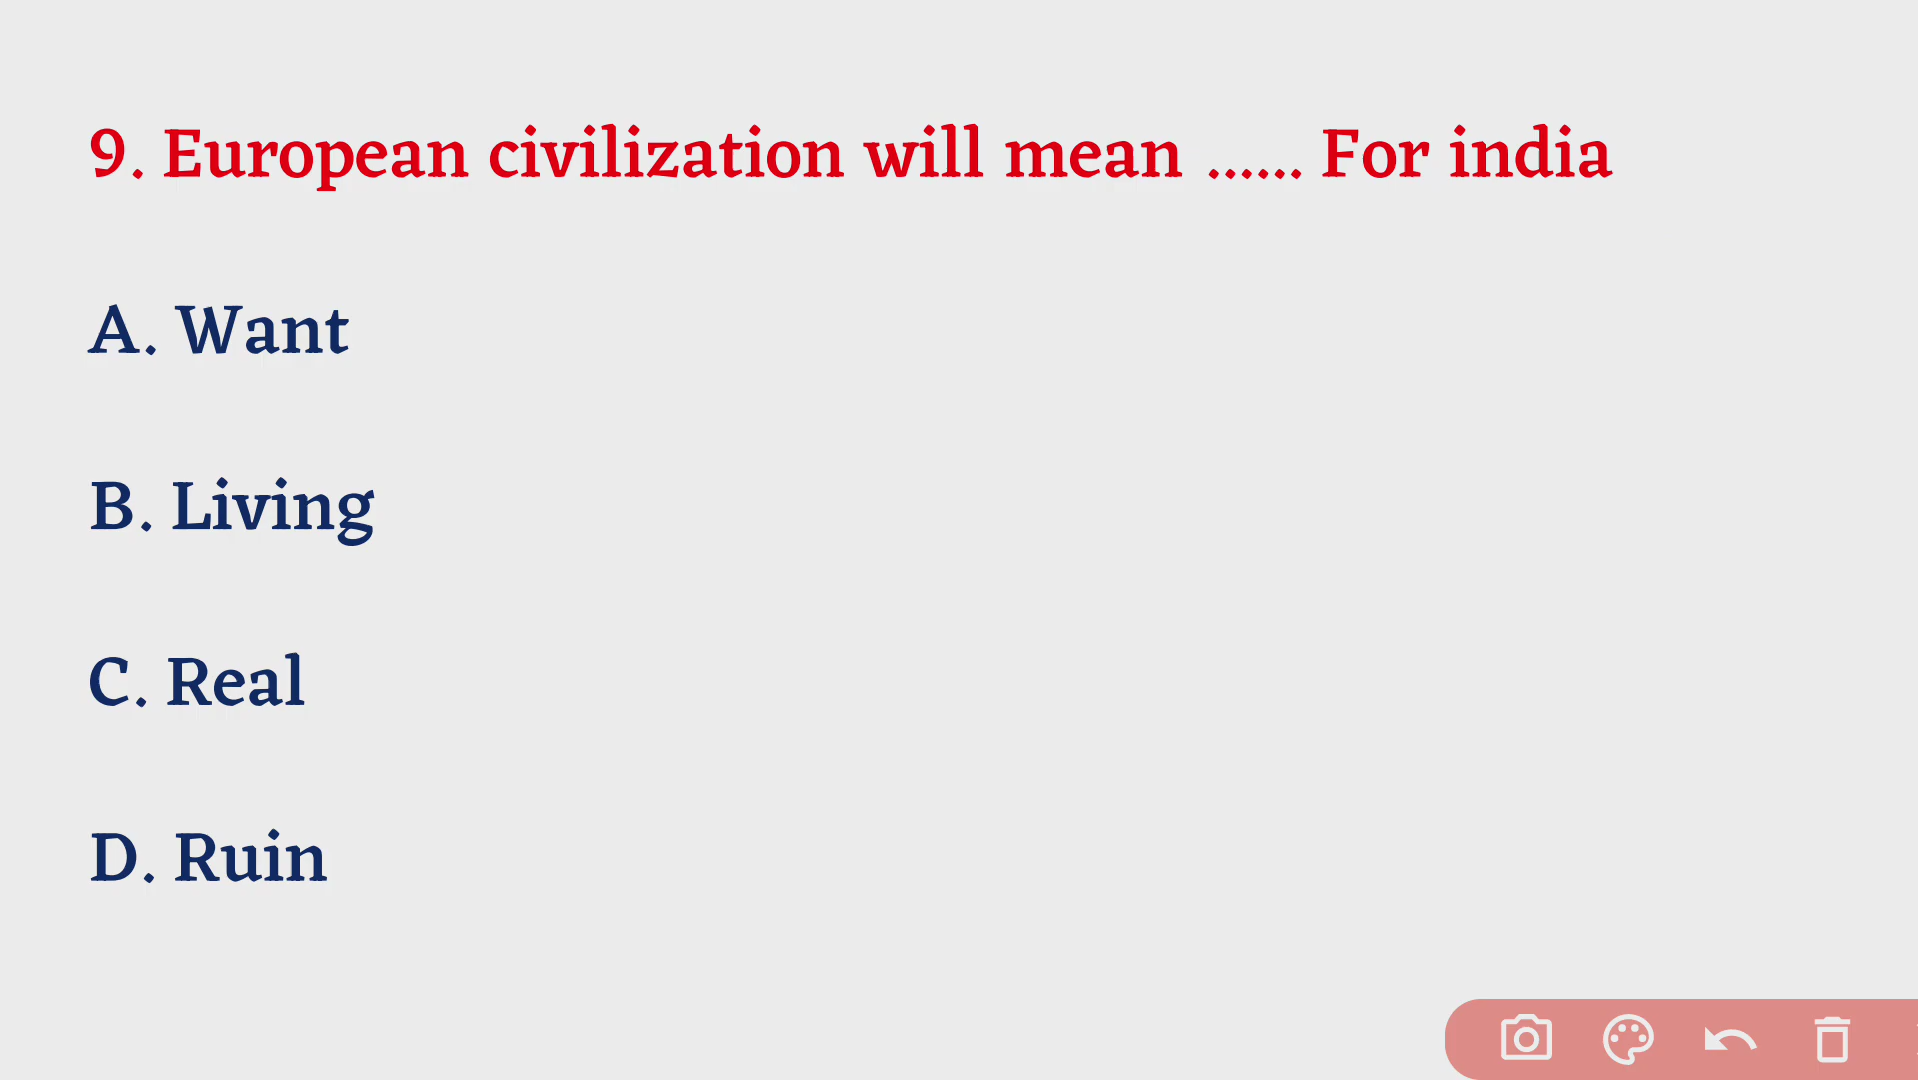 9. European civilization will mean ...... For india
A. Want
B. Living
C. Real
D. Ruin